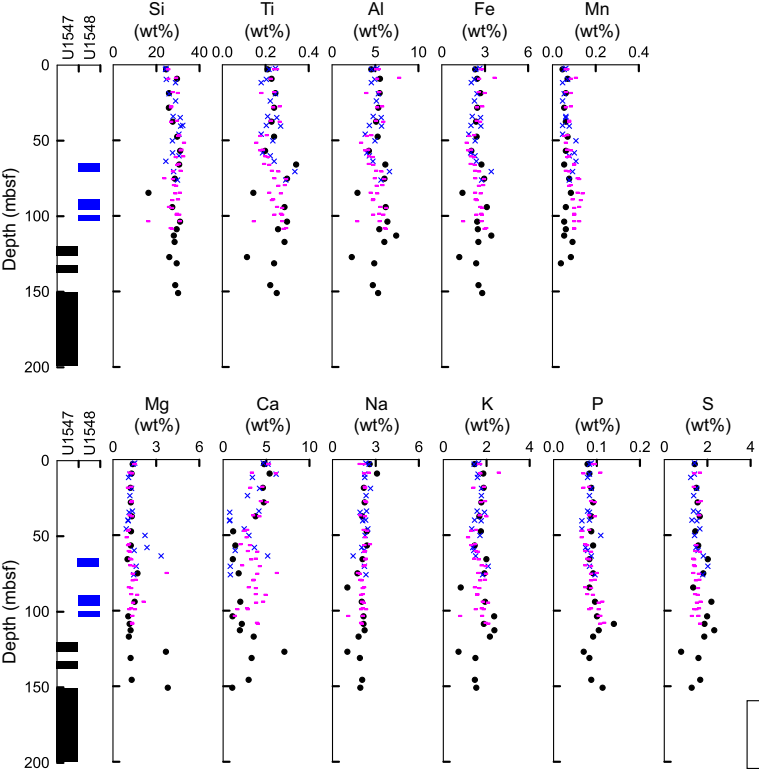 U1547
U1548
Si
(wt%)
Ti
(wt%)
Al
(wt%)
Fe
(wt%)
Mn
(wt%)
0 20 40
0.0 0.2 0.4
0 5 10
0 3 6
0.0 0.2 0.4
0
50
100
150
200
Depth (mbsf)
U1547
U1548
Mg
(wt%)
Ca
(wt%)
Na
(wt%)
K
(wt%)
P
(wt%)
S
(wt%)
0 3 6
0 5 10
0 3 6
0 2 4
0.0 0.1 0.2
0 2 4
0
50
100
150
200
Depth (mbsf)